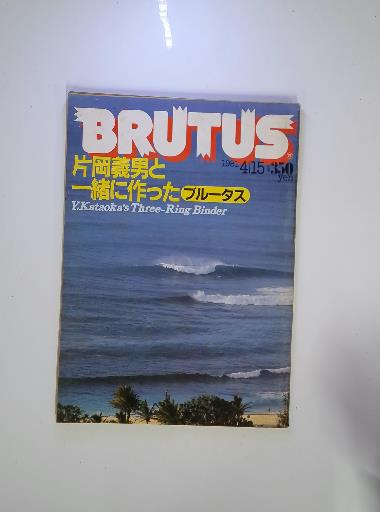 BRUTUS
4/15 350
yen
片岡義男と
一緒に作ったブルータス
Y.Kataoka's Three-Ring Binder